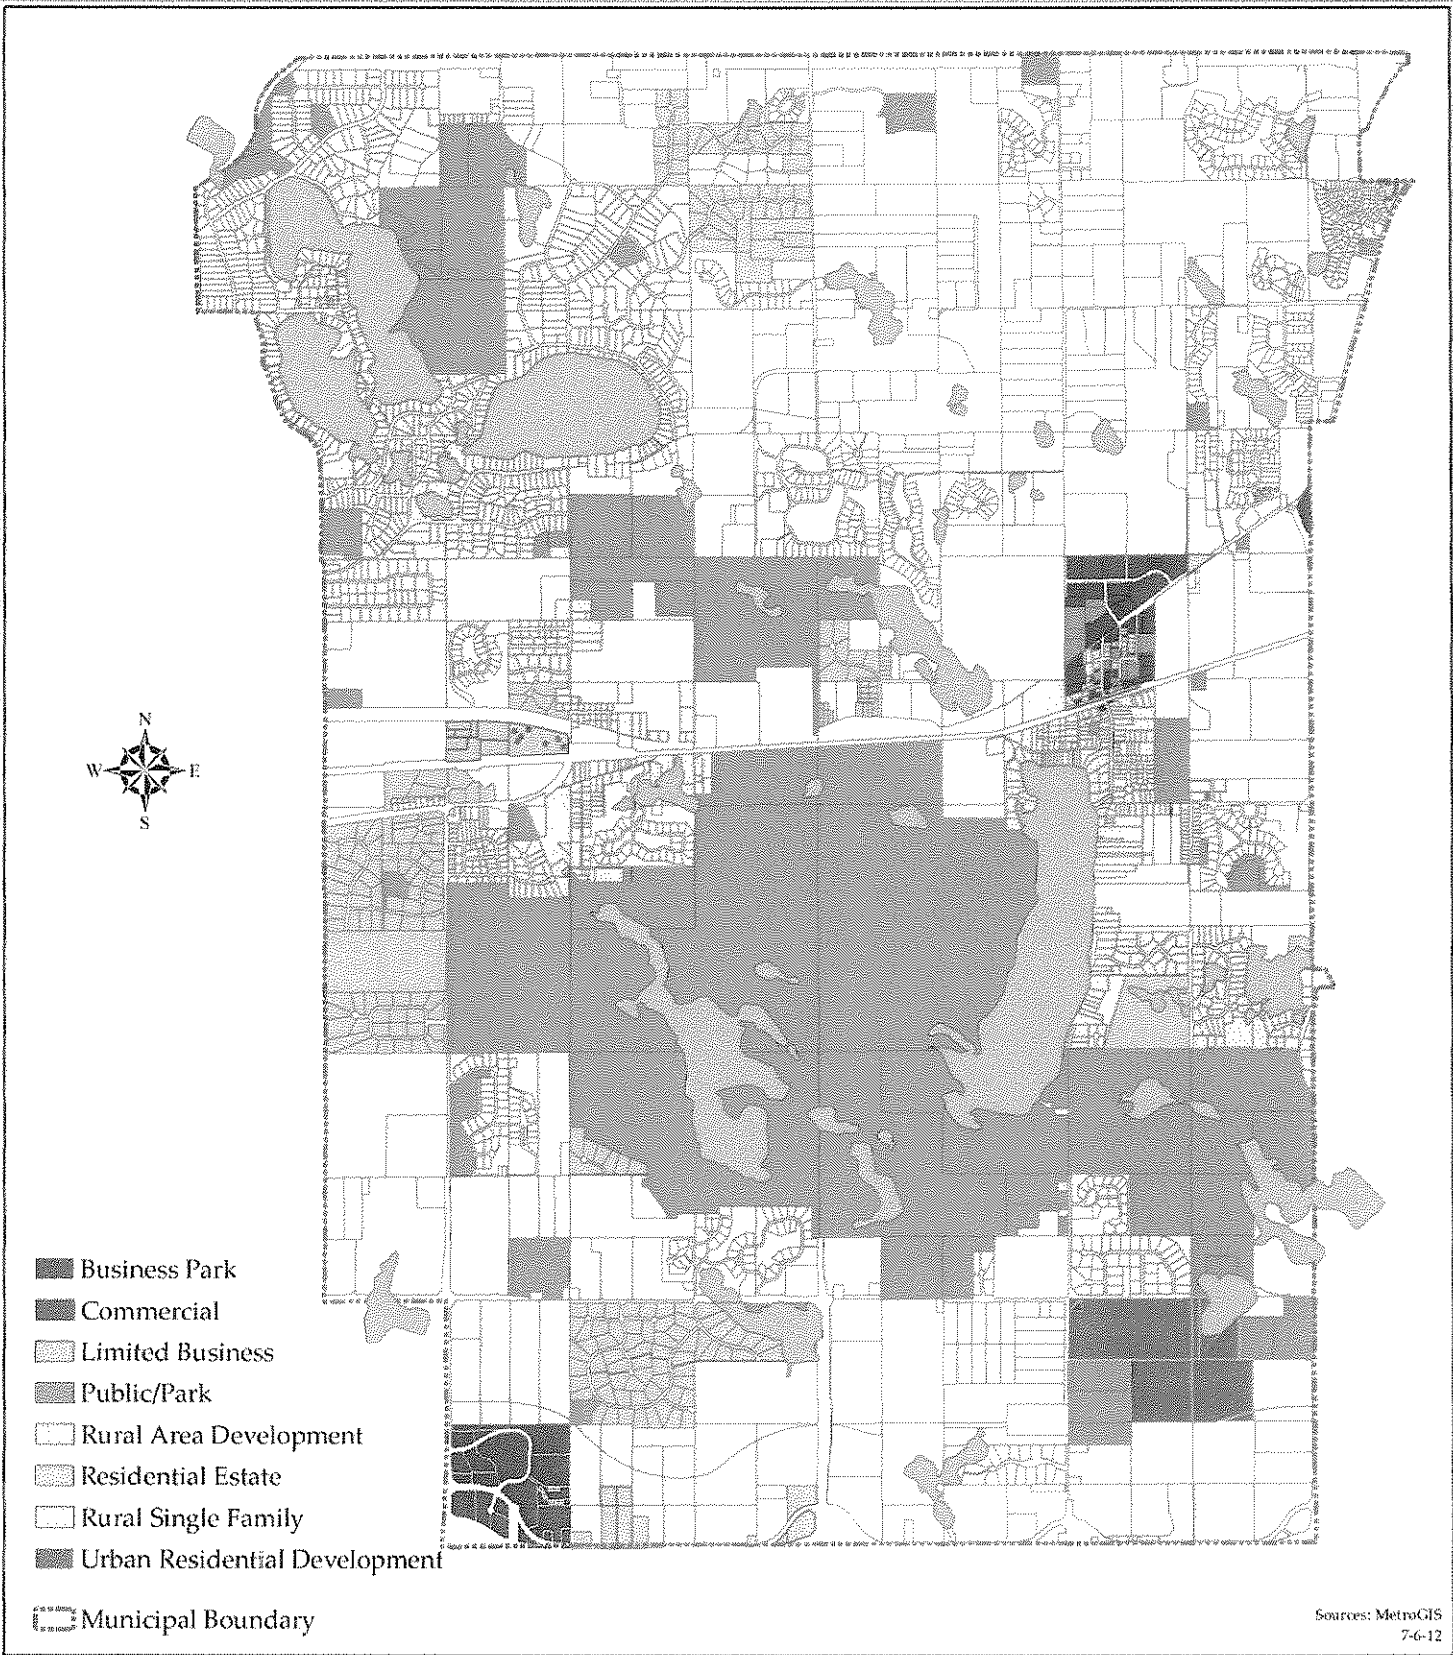 N
W E
S
Business Park
Commercial
Limited Business
Public/Park
Rural Area Development
Residential Estate
Rural Single Family
Urban Residential Development
Municipal Boundary
Sources: MetroGIS
7-6-12